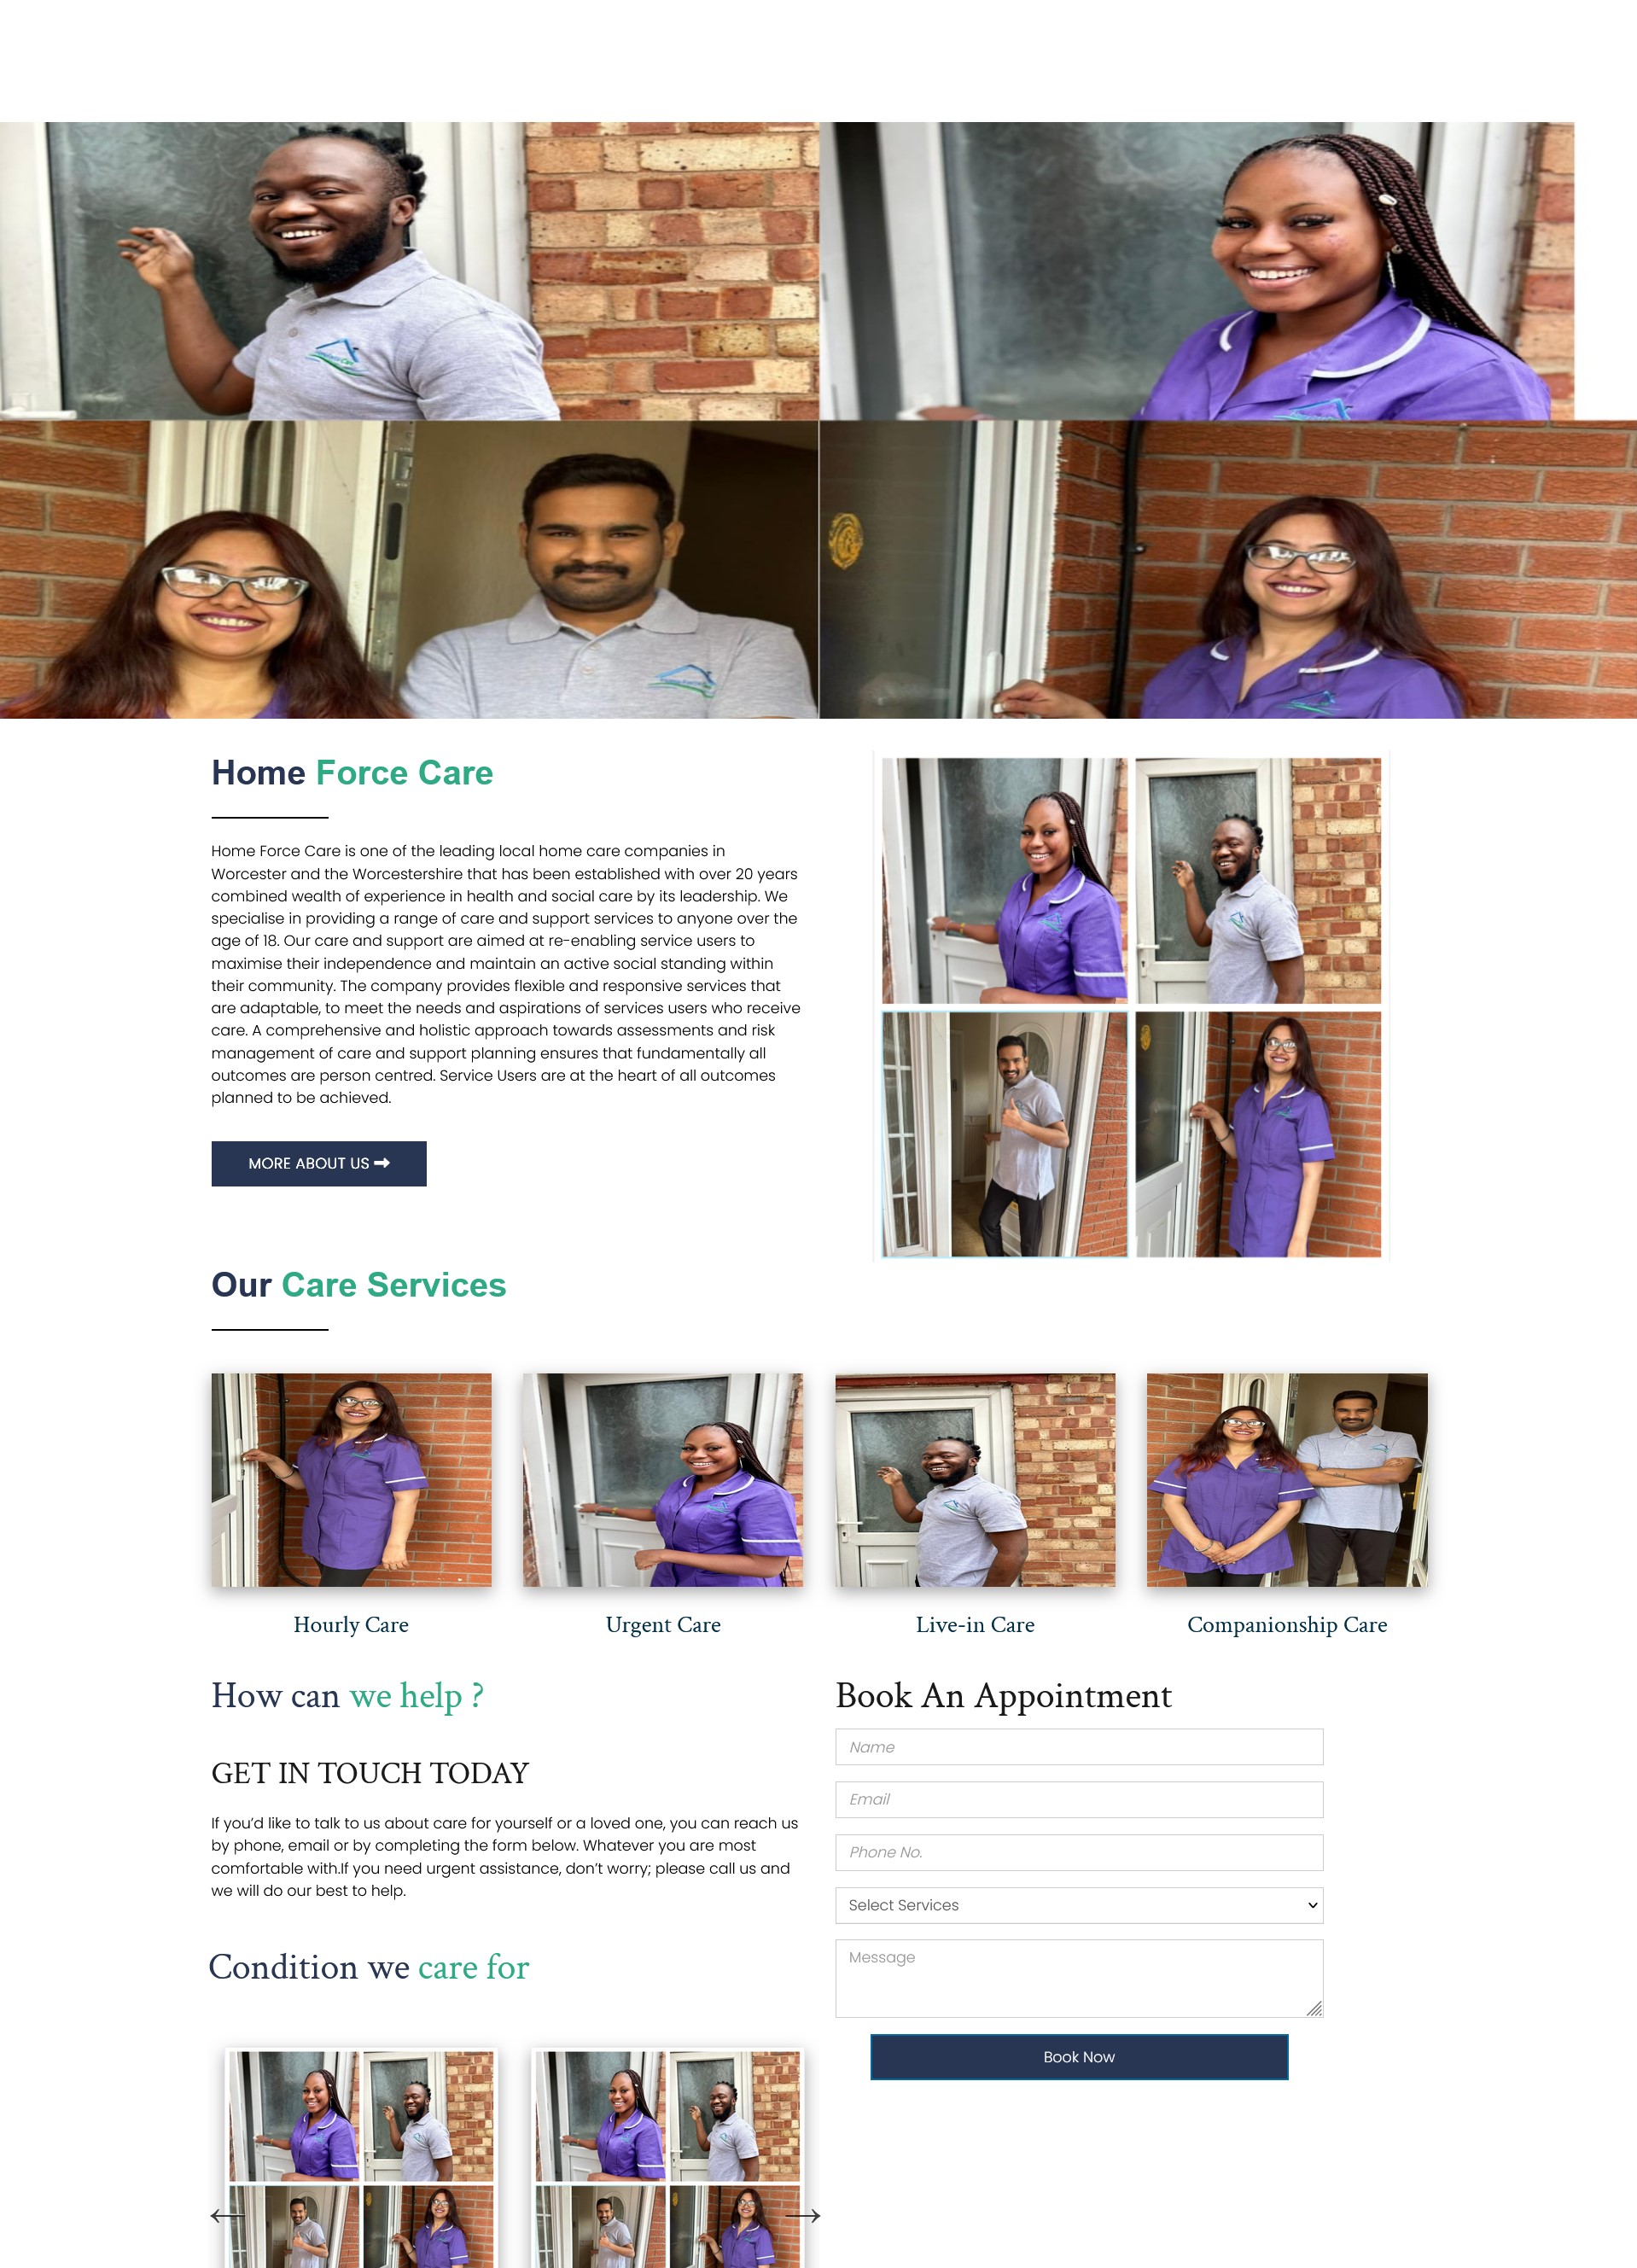 Home Force Care
Home Force Care is one of the leading local home care companies in
Worcester and the Worcestershire that has been established with over 20 years
combined wealth of experience in health and social care by its leadership. We
specialise in providing a range of care and support services to anyone over the
age of 18. Our care and support are aimed at re-enabling service users to
maximise their independence and maintain an active social standing within
their community. The company provides flexible and responsive services that
are adaptable, to meet the needs and aspirations of services users who receive
care. A comprehensive and holistic approach towards assessments and risk
management of care and support planning ensures that fundamentally all
outcomes are person centred. Service Users are at the heart of all outcomes
planned to be achieved.
MORE ABOUT US
Our Care Services
Hourly Care
Urgent Care
Live-in Care
Companionship Care
How can we help ?
GET IN TOUCH TODAY
If you’d like to talk to us about care for yourself or a loved one, you can reach us
by phone, email or by completing the form below. Whatever you are most
comfortable with.If you need urgent assistance, don’t worry; please call us and
we will do our best to help.
Book An Appointment
Name
Email
Phone No.
Select Services
Message
Book Now
Condition we care for